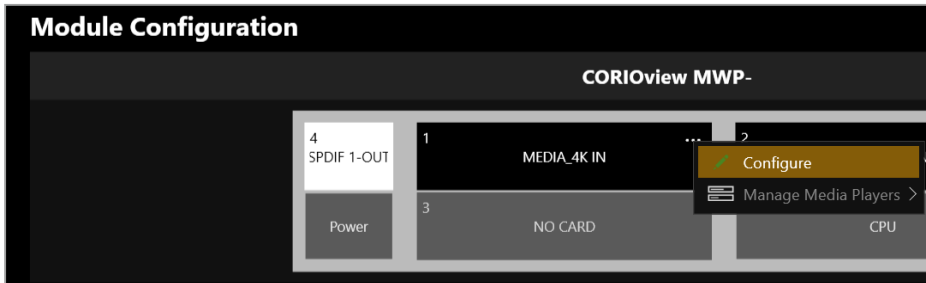 Module Configuration
CORIOview MWP-
4
SPDIF 1-OUT
1
MEDIA_4K IN
...
2
Configure
Manage Media Players >
Power
3
NO CARD
CPU